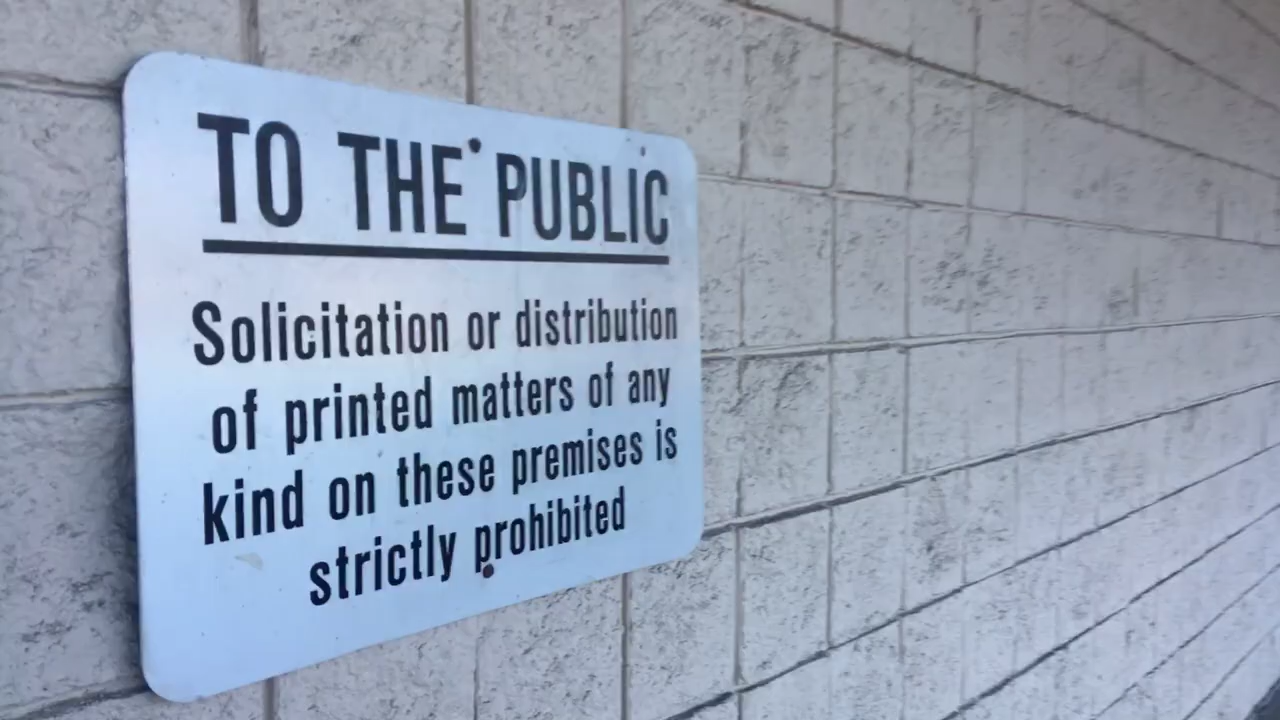 TO THE PUBLIC
Solicitation or distribution
of printed matters of any
kind on these premises is
strictly prohibited